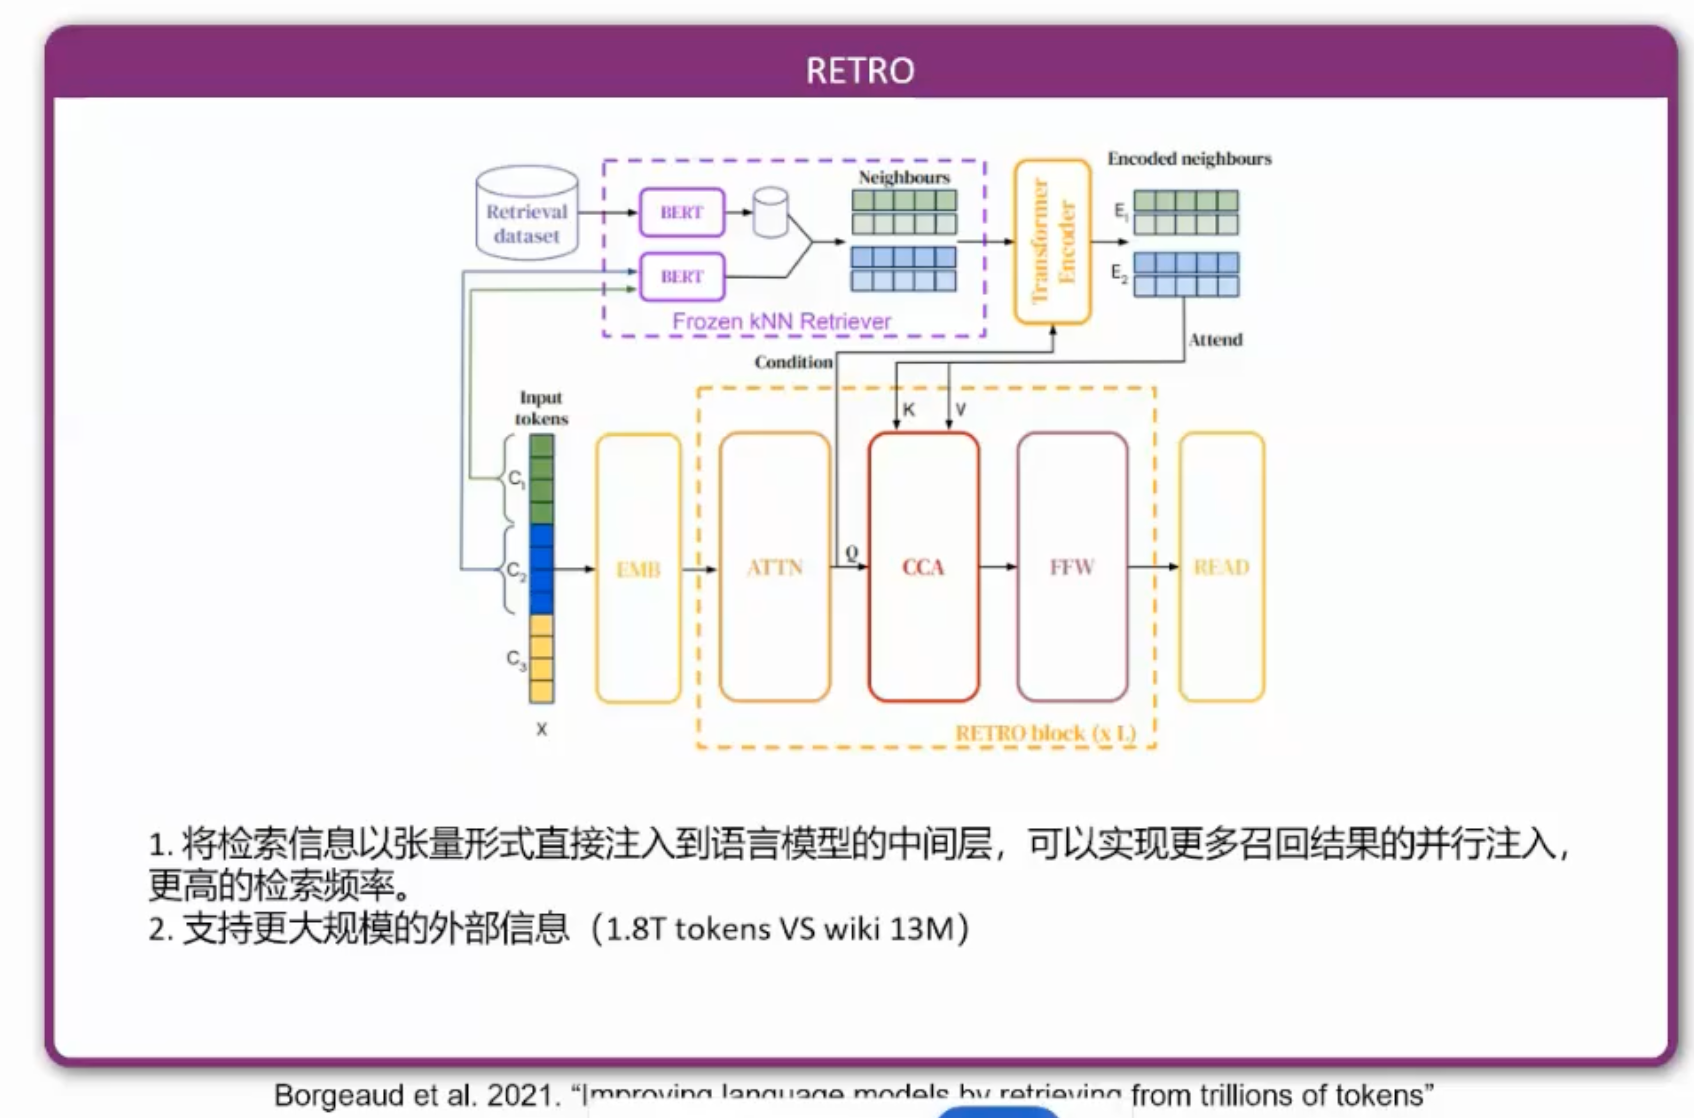 RETRO
Encoded neighbours
Neighbours
Retrieval
dataset
BERT
BERT
Frozen kNN Retriever
Transformer
Encoder
E1
E2
Condition
Attend
Input
tokens
K
V
C1
C2
C3
X
EMB
ATTN
Q
CCA
FFW
READ
RETRO block (x L)
1. 将检索信息以张量形式直接注入到语言模型的中间层，可以实现更多召回结果的并行注入，
更高的检索频率。
2. 支持更大规模的外部信息（1.8T tokens VS wiki 13M）
Borgeaud et al. 2021. “Improving language models by retrieving from trillions of tokens”